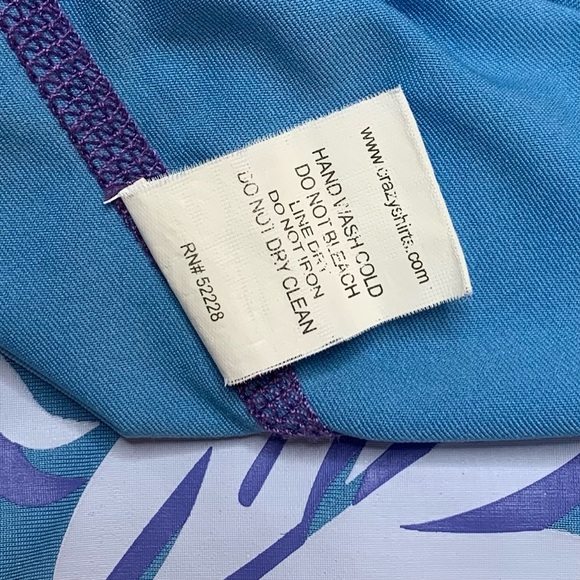 www.crazyshirts.com
HAND WASH COLD
DO NOT BLEACH
LINE DRY
DO NOT IRON
DO NOT DRY CLEAN
RN# 52228